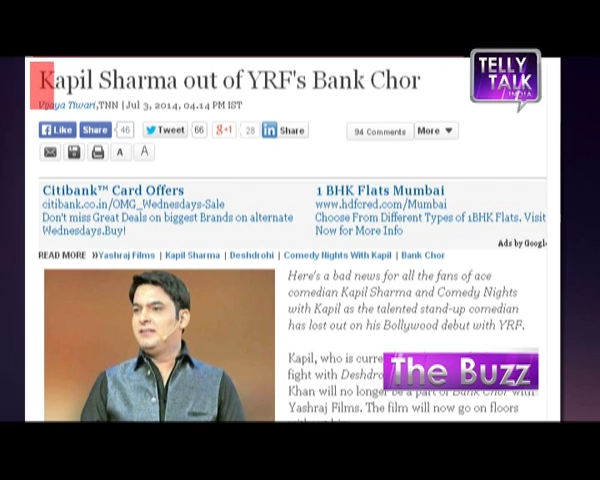 TELLY
TALK
INDIA
Kapil Sharma out of YRF's Bank Chor
Vijaya Tiwari,TNN | Jul 3, 2014, 04.14 PM IST
Like Share 46 Tweet 66 g+1 28 in Share 94 Comments More
A A
Citibank™ Card Offers
citibank.co.in/OMG_Wednesdays-Sale
Don't miss Great Deals on biggest Brands on alternate
Wednesdays.Buy!
1 BHK Flats Mumbai
www.hdfcred.com/Mumbai
Choose From Different Types of 1BHK Flats. Visit
Now for More Info
Ads by Googl
READ MORE »Yashraj Films | Kapil Sharma | Deshdrohi | Comedy Nights With Kapil | Bank Chor
Here's a bad news for all the fans of ace
comedian Kapil Sharma and Comedy Nights
with Kapil as the talented stand-up comedian
has lost out on his Bollywood debut with YRF.
Kapil, who is curre
fight with Deshdro
Khan will no longer be a part of Bank Chor with
Yashraj Films. The film will now go on floors
The Buzz